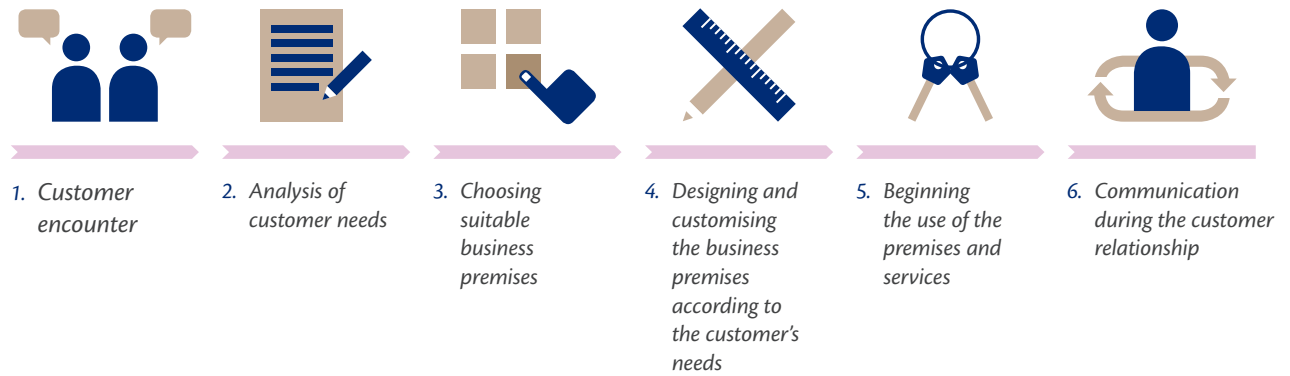 1. Customer
encounter
2. Analysis of
customer needs
3. Choosing
suitable
business
premises
4. Designing and
customising
the business
premises
according to
the customer's
needs
5. Beginning
the use of the
premises and
services
6. Communication
during the customer
relationship